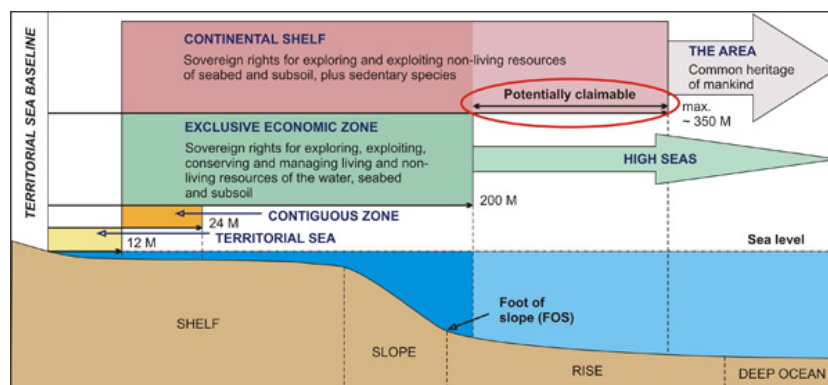 TERRITORIAL SEA BASELINE
CONTINENTAL SHELF
Sovereign rights for exploring and exploiting non-living resources
of seabed and subsoil, plus sedentary species
THE AREA
Common heritage
of mankind
Potentially claimable
max.
~ 350 M
EXCLUSIVE ECONOMIC ZONE
Sovereign rights for exploring, exploiting,
conserving and managing living and non-
living resources of the water, seabed
and subsoil
HIGH SEAS
200 M
CONTIGUOUS ZONE
24 M
TERRITORIAL SEA
12 M
Sea level
Foot of
slope (FOS)
SHELF
SLOPE
RISE
DEEP OCEAN